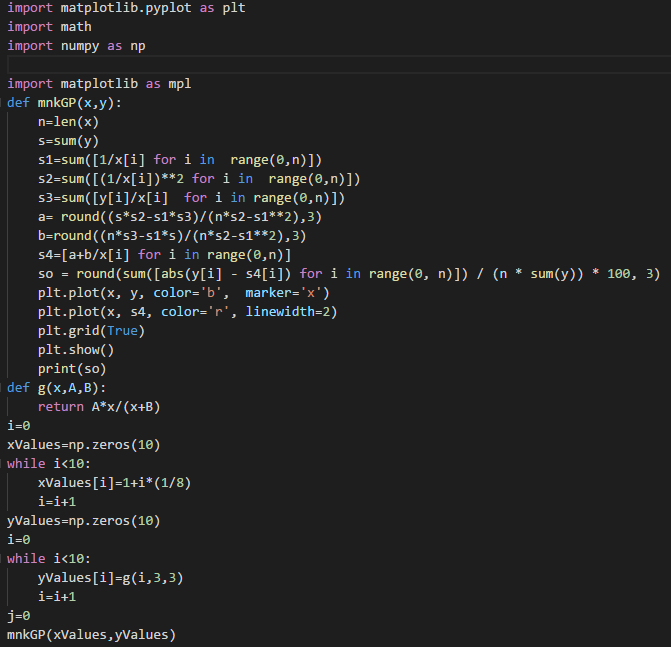 import matplotlib.pyplot as plt
import math
import numpy as np
import matplotlib as mpl
def mnkGP(x,y):
    n=len(x)
    s=sum(y)
    s1=sum([1/x[i] for i in  range(0,n)])
    s2=sum([(1/x[i])**2 for i in  range(0,n)])
    s3=sum([y[i]/x[i]  for i in range(0,n)])
    a= round((s*s2-s1*s3)/(n*s2-s1**2),3)
    b=round((n*s3-s1*s)/(n*s2-s1**2),3)
    s4=[a+b/x[i] for i in range(0,n)]
    so = round(sum([abs(y[i] - s4[i]) for i in range(0, n)]) / (n * sum(y)) * 100, 3)
    plt.plot(x, y, color='b',  marker='x')
    plt.plot(x, s4, color='r', linewidth=2)
    plt.grid(True)
    plt.show()
    print(so)
def g(x,A,B):
    return A*x/(x+B)
i=0
xValues=np.zeros(10)
while i<10:
    xValues[i]=1+i*(1/8)
    i=i+1
yValues=np.zeros(10)
i=0
while i<10:
    yValues[i]=g(i,3,3)
    i=i+1
j=0
mnkGP(xValues,yValues)